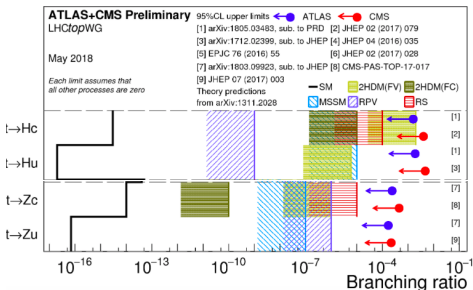 ATLAS+CMS Preliminary 95%CL upper limits ATLAS CMS
LHCtopWG [1] arXiv:1805.03483, sub. to PRD [2] JHEP 02 (2017) 079
[3] arXiv:1712.02399, sub. to JHEP [4] JHEP 04 (2016) 035
May 2018 [5] EPJC 76 (2016) 55 [6] JHEP 02 (2017) 028
[7] arXiv:1803.09923, sub. to JHEP [8] CMS-PAS-TOP-17-017
[9] JHEP 07 (2017) 003
Each limit assumes that
all other processes are zero
Theory predictions
from arXiv:1311.2028
SM 2HDM(FV) 2HDM(FC)
MSSM RPV RS
t→Hc [1]
[2]
t→Hu [1]
[3]
t→Zc [7]
[8]
t→Zu [7]
[9]
10⁻¹⁶ 10⁻¹³ 10⁻¹⁰ 10⁻⁷ 10⁻⁴ 10⁻¹
Branching ratio